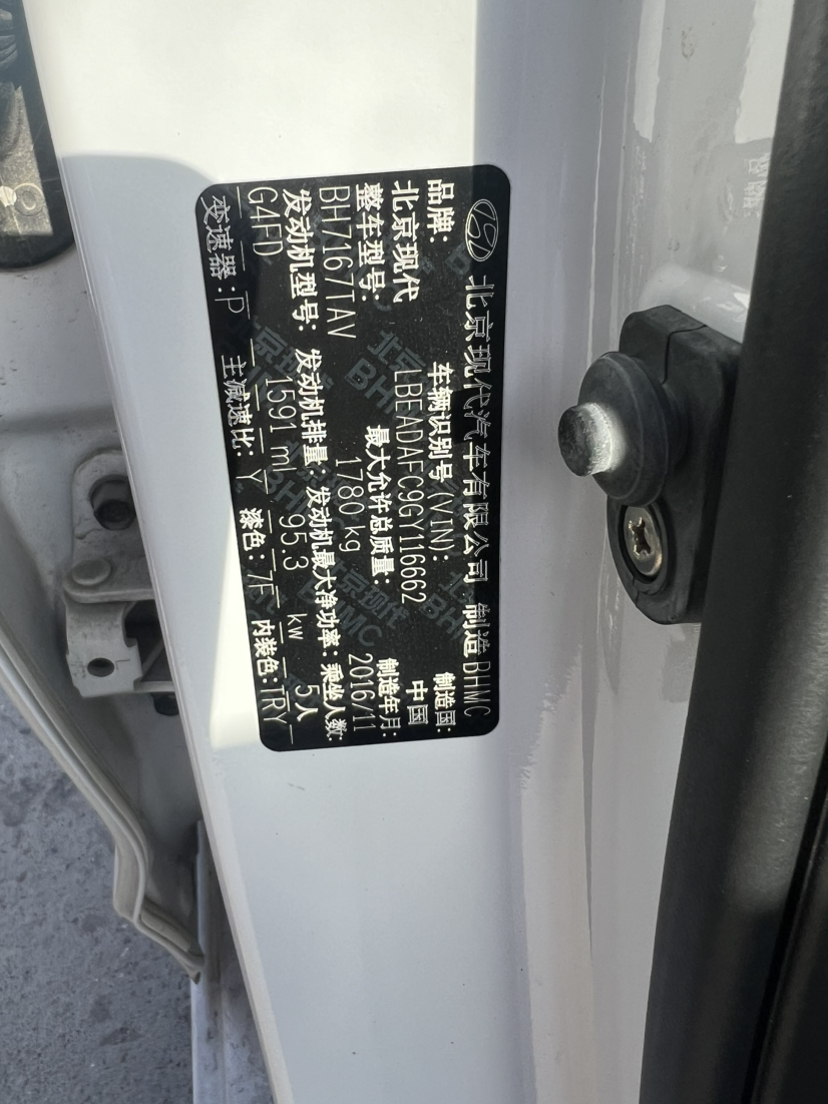 北京现代汽车有限公司 制造 BHMC
品牌: 车辆识别号(VIN): 制造国:
北京现代 LBEADAFC9GY116662 中国
整车型号: 最大允许总质量: 制造年月:
BH7167TAV 1780 kg 2016/11
发动机型号: 发动机排量: 发动机最大净功率: 乘坐人数:
G4FD 1591 ml 95.3 kw 5人
变速器: P 主减速比: Y 漆色: 7F 内装色: TRY